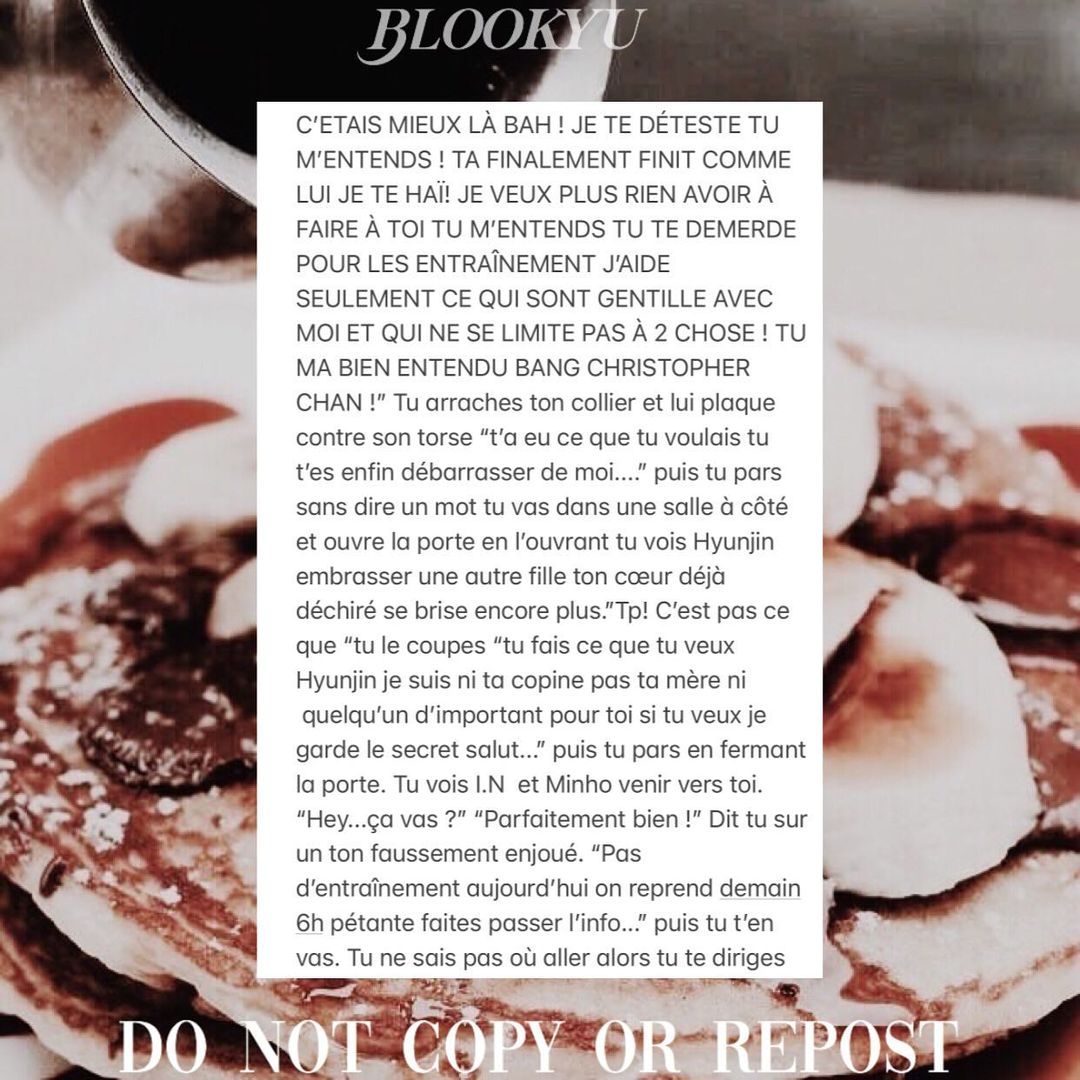 BLOOKYU
C’ETAIS MIEUX LÀ BAH ! JE TE DÉTESTE TU
M’ENTENDS ! TA FINALEMENT FINIT COMME
LUI JE TE HAÏ! JE VEUX PLUS RIEN AVOIR À
FAIRE À TOI TU M’ENTENDS TU TE DEMERDE
POUR LES ENTRAÎNEMENT J’AIDE
SEULEMENT CE QUI SONT GENTILLE AVEC
MOI ET QUI NE SE LIMITE PAS À 2 CHOSE ! TU
MA BIEN ENTENDU BANG CHRISTOPHER
CHAN !” Tu arraches ton collier et lui plaque
contre son torse “t’a eu ce que tu voulais tu
t’es enfin débarrasser de moi....” puis tu pars
sans dire un mot tu vas dans une salle à côté
et ouvre la porte en l’ouvrant tu vois Hyunjin
embrasser une autre fille ton cœur déjà
déchiré se brise encore plus.”Tp! C’est pas ce
que “tu le coupes “tu fais ce que tu veux
Hyunjin je suis ni ta copine pas ta mère ni
quelqu’un d’important pour toi si tu veux je
garde le secret salut...” puis tu pars en fermant
la porte. Tu vois I.N et Minho venir vers toi.
“Hey...ça vas ?” “Parfaitement bien !” Dit tu sur
un ton faussement enjoué. “Pas
d’entraînement aujourd’hui on reprend demain
6h pétante faites passer l’info...” puis tu t’en
vas. Tu ne sais pas où aller alors tu te diriges
DO NOT COPY OR REPOST